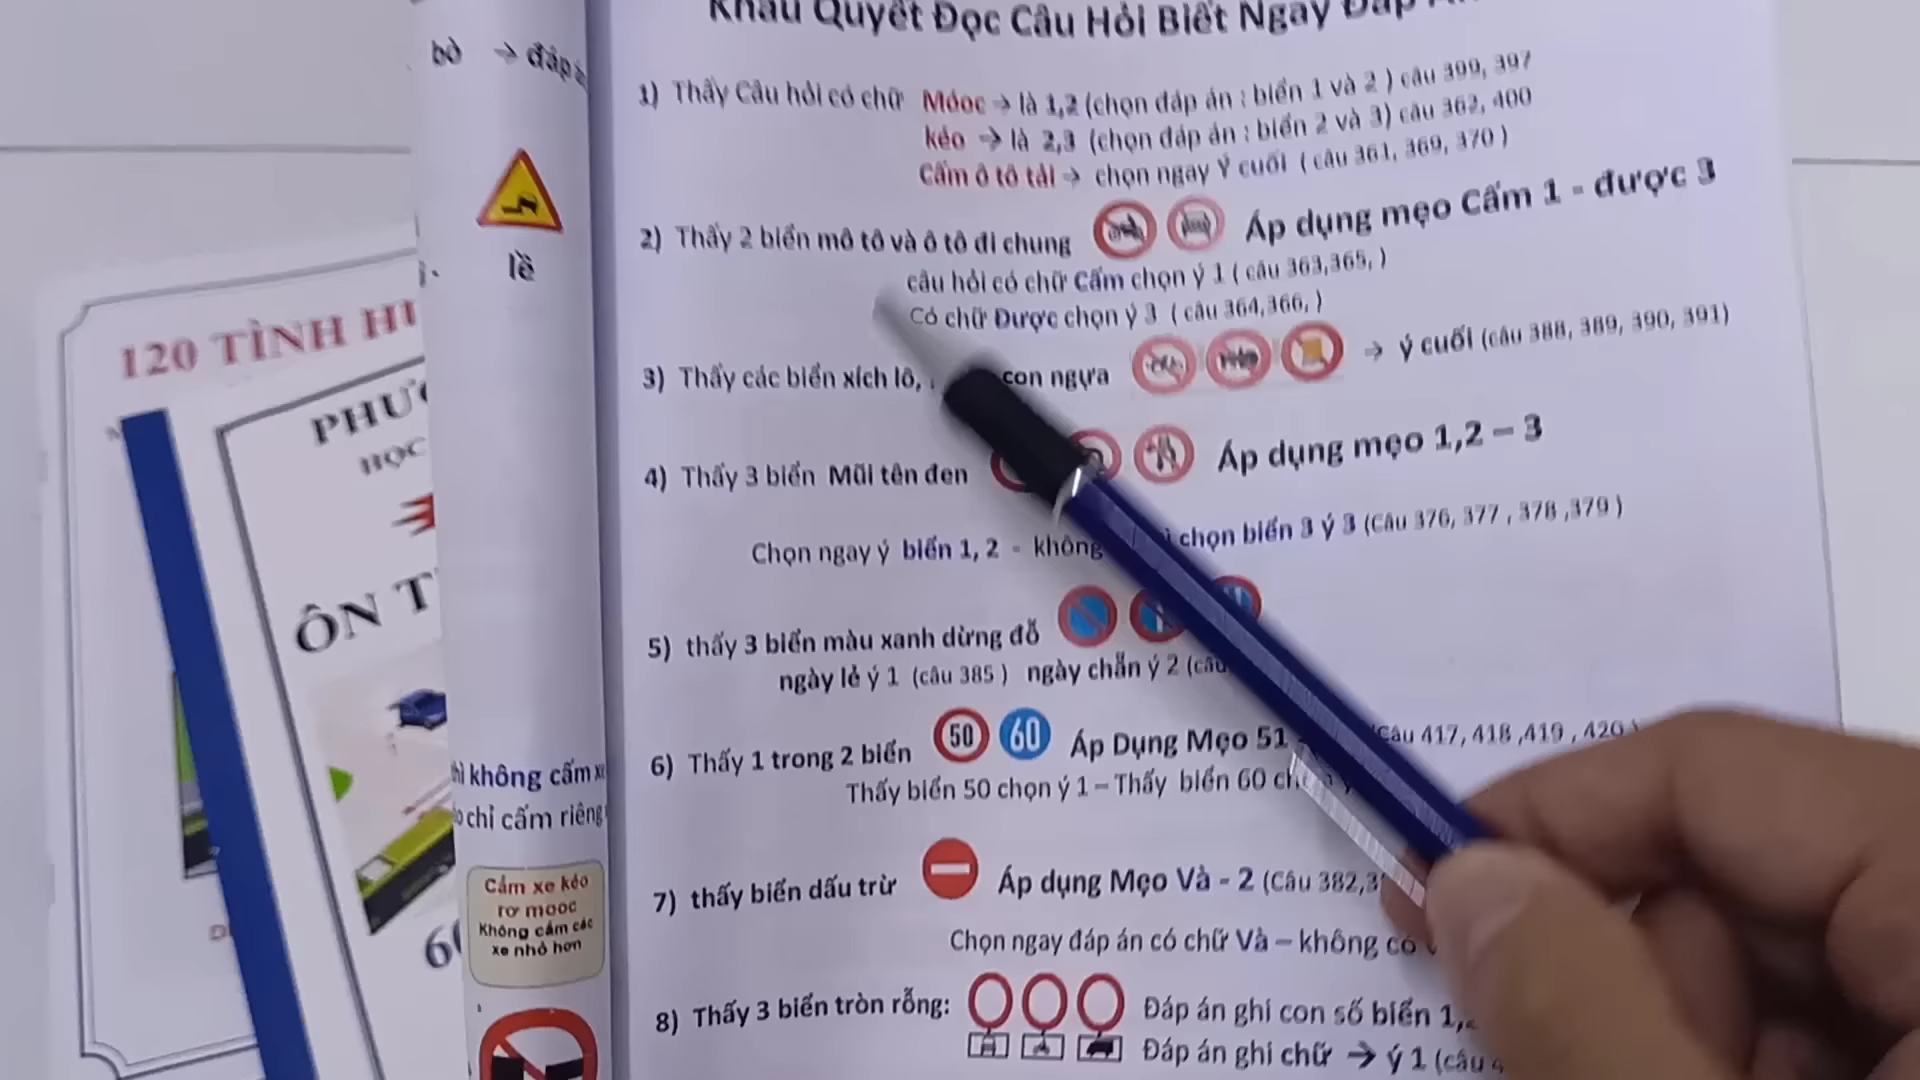 Khẩu Quyết Đọc Câu Hỏi Biết Ngay Đáp
1) Thấy Câu hỏi có chữ Móoc → là 1,2 (chọn đáp án : biển 1 và 2 ) câu 399, 397
kéo → là 2,3 (chọn đáp án : biển 2 và 3) câu 362, 400
Cấm ô tô tải → chọn ngay Ý cuối ( câu 361, 369, 370 )
2) Thấy 2 biển mô tô và ô tô đi chung Áp dụng mẹo Cấm 1 - được 3
câu hỏi có chữ Cấm chọn ý 1 ( câu 363,365, )
Có chữ Được chọn ý 3 ( câu 364,366, )
3) Thấy các biển xích lô, con ngựa → ý cuối (câu 388, 389, 390, 391)
4) Thấy 3 biển Mũi tên đen Áp dụng mẹo 1,2 – 3
Chọn ngay ý biển 1, 2 - không chọn biển 3 ý 3 (Câu 376, 377 , 378 ,379 )
5) thấy 3 biển màu xanh dừng đỗ
ngày lẻ ý 1 (câu 385 ) ngày chẵn ý 2 (câu
6) Thấy 1 trong 2 biển 50 60 Áp Dụng Mẹo 51 (Câu 417, 418 ,419 , 420 )
Thấy biển 50 chọn ý 1 – Thấy biển 60
7) thấy biển dấu trừ Áp dụng Mẹo Và - 2 (Câu 382,
Chọn ngay đáp án có chữ Và – không có
8) Thấy 3 biển tròn rỗng: Đáp án ghi con số biển 1,
Đáp án ghi chữ → ý 1 (câu
bò → đáp
lề
không cấm
chỉ cấm riêng
Cấm xe kéo
rơ mooc
Không cấm các
xe nhỏ hơn
120 TÌNH
HỌC
ÔN